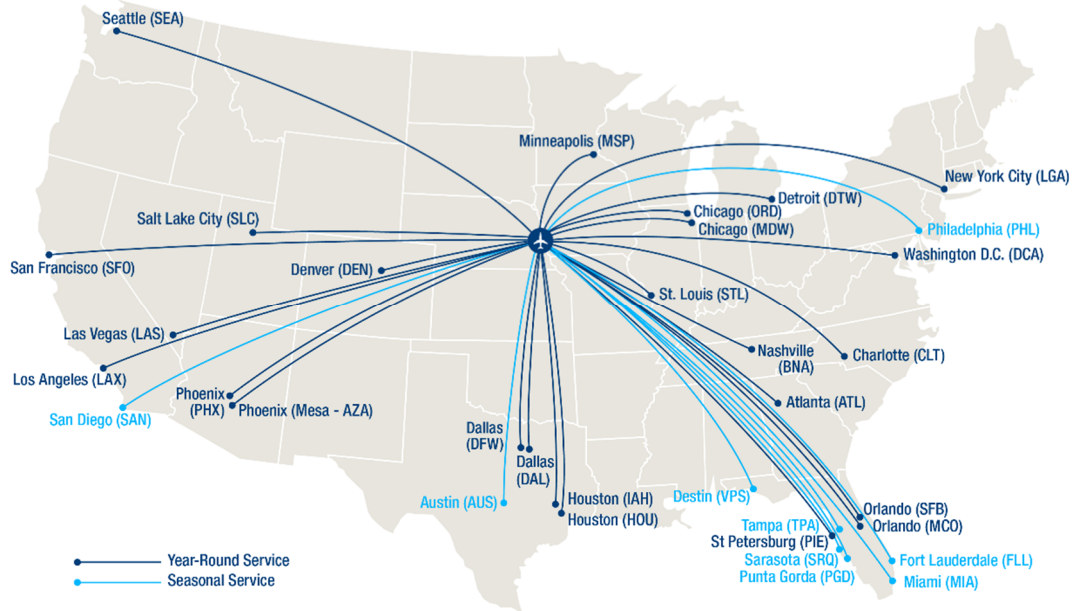 Seattle (SEA)
Minneapolis (MSP)
New York City (LGA)
Detroit (DTW)
Chicago (ORD)
Salt Lake City (SLC)
Chicago (MDW)
Philadelphia (PHL)
Washington D.C. (DCA)
San Francisco (SFO)
Denver (DEN)
St. Louis (STL)
Las Vegas (LAS)
Nashville
(BNA)
Charlotte (CLT)
Los Angeles (LAX)
Phoenix
(PHX)
Phoenix (Mesa - AZA)
Atlanta (ATL)
San Diego (SAN)
Dallas
(DFW)
Dallas
(DAL)
Austin (AUS)
Houston (IAH)
Houston (HOU)
Destin (VPS)
Orlando (SFB)
Orlando (MCO)
Tampa (TPA)
St Petersburg (PIE)
Sarasota (SRQ)
Punta Gorda (PGD)
Fort Lauderdale (FLL)
Miami (MIA)
Year-Round Service
Seasonal Service